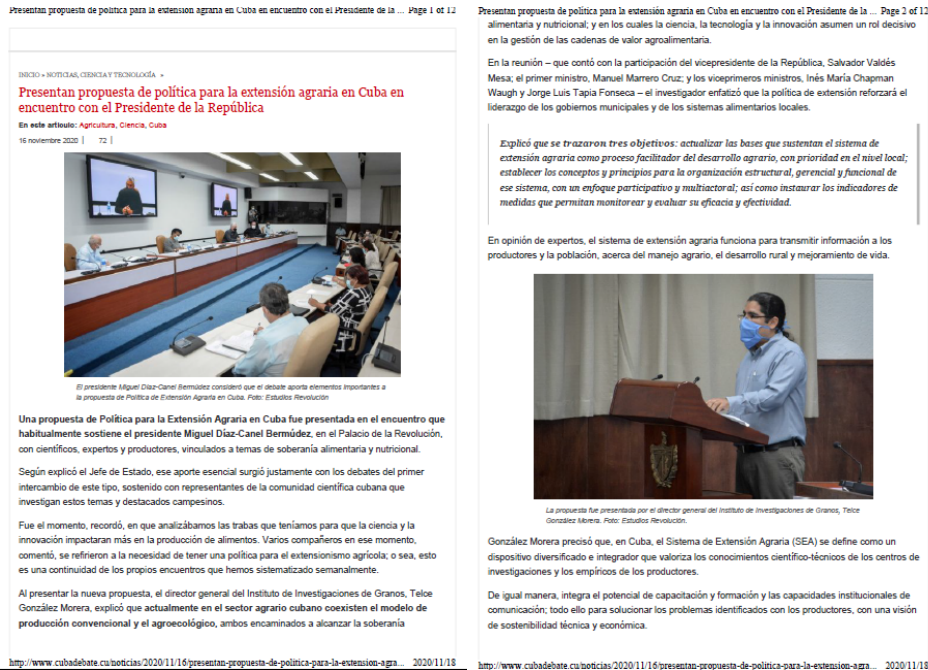 Presentan propuesta de política para la extensión agraria en Cuba en encuentro con el Presidente de la ... Page 1 of 12
INICIO » NOTICIAS, CIENCIA Y TECNOLOGÍA »
Presentan propuesta de política para la extensión agraria en Cuba en
encuentro con el Presidente de la República
En este artículo: Agricultura, Ciencia, Cuba
16 noviembre 2020 | 72 |
El presidente Miguel Díaz-Canel Bermúdez consideró que el debate aporta elementos importantes a
la propuesta de Política de Extensión Agraria en Cuba. Foto: Estudios Revolución
Una propuesta de Política para la Extensión Agraria en Cuba fue presentada en el encuentro que
habitualmente sostiene el presidente Miguel Díaz-Canel Bermúdez, en el Palacio de la Revolución,
con científicos, expertos y productores, vinculados a temas de soberanía alimentaria y nutricional.
Según explicó el Jefe de Estado, ese aporte esencial surgió justamente con los debates del primer
intercambio de este tipo, sostenido con representantes de la comunidad científica cubana que
investigan estos temas y destacados campesinos.
Fue el momento, recordó, en que analizábamos las trabas que teníamos para que la ciencia y la
innovación impactaran más en la producción de alimentos. Varios compañeros en ese momento,
comentó, se refirieron a la necesidad de tener una política para el extensionismo agrícola; o sea, esto
es una continuidad de los propios encuentros que hemos sistematizado semanalmente.
Al presentar la nueva propuesta, el director general del Instituto de Investigaciones de Granos, Telce
González Morera, explicó que actualmente en el sector agrario cubano coexisten el modelo de
producción convencional y el agroecológico, ambos encaminados a alcanzar la soberanía
http://www.cubadebate.cu/noticias/2020/11/16/presentan-propuesta-de-politica-para-la-extension-agra... 2020/11/18
Presentan propuesta de política para la extensión agraria en Cuba en encuentro con el Presidente de la ... Page 2 of 12
alimentaria y nutricional; y en los cuales la ciencia, la tecnología y la innovación asumen un rol decisivo
en la gestión de las cadenas de valor agroalimentaria.
En la reunión – que contó con la participación del vicepresidente de la República, Salvador Valdés
Mesa; el primer ministro, Manuel Marrero Cruz; y los viceprimeros ministros, Inés María Chapman
Waugh y Jorge Luis Tapia Fonseca – el investigador enfatizó que la política de extensión reforzará el
liderazgo de los gobiernos municipales y de los sistemas alimentarios locales.
Explicó que se trazaron tres objetivos: actualizar las bases que sustentan el sistema de
extensión agraria como proceso facilitador del desarrollo agrario, con prioridad en el nivel local;
establecer los conceptos y principios para la organización estructural, gerencial y funcional de
ese sistema, con un enfoque participativo y multiactoral; así como instaurar los indicadores de
medidas que permitan monitorear y evaluar su eficacia y efectividad.
En opinión de expertos, el sistema de extensión agraria funciona para transmitir información a los
productores y la población, acerca del manejo agrario, el desarrollo rural y mejoramiento de vida.
La propuesta fue presentada por el director general del Instituto de Investigaciones de Granos, Telce
González Morera. Foto: Estudios Revolución.
González Morera precisó que, en Cuba, el Sistema de Extensión Agraria (SEA) se define como un
dispositivo diversificado e integrador que valoriza los conocimientos científico-técnicos de los centros de
investigaciones y los empíricos de los productores.
De igual manera, integra el potencial de capacitación y formación y las capacidades institucionales de
comunicación; todo ello para solucionar los problemas identificados con los productores, con una visión
de sostenibilidad técnica y económica.
http://www.cubadebate.cu/noticias/2020/11/16/presentan-propuesta-de-politica-para-la-extension-agra... 2020/11/18